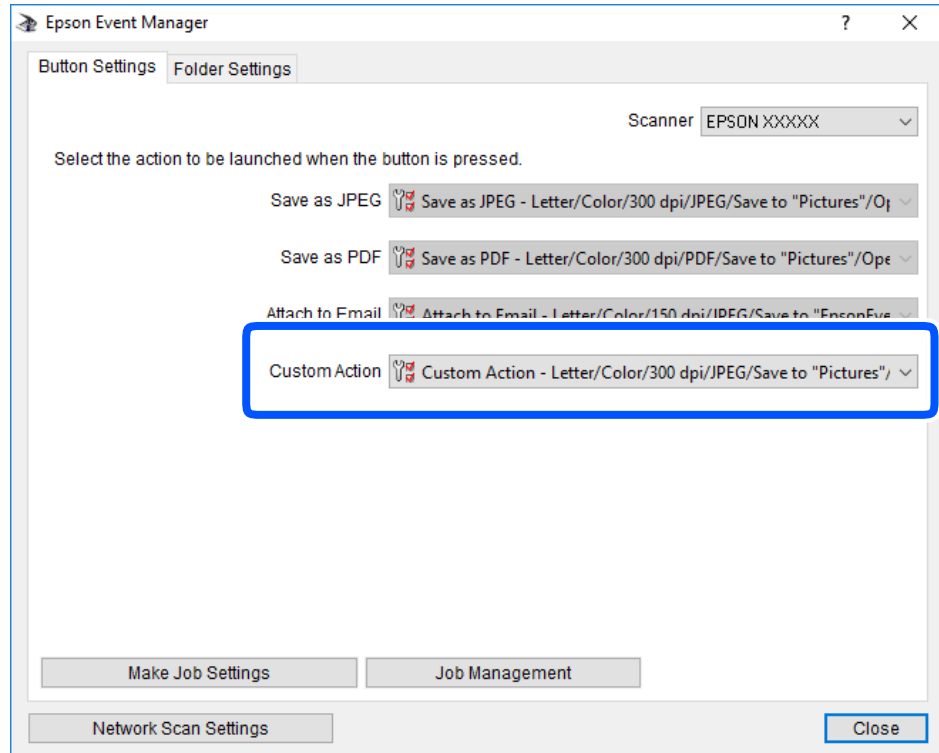 Epson Event Manager
Button Settings Folder Settings
Scanner EPSON XXXXX
Select the action to be launched when the button is pressed.
Save as JPEG Save as JPEG - Letter/Color/300 dpi/JPEG/Save to "Pictures"/Op
Save as PDF Save as PDF - Letter/Color/300 dpi/PDF/Save to "Pictures"/Ope
Attach to Email Attach to Email - Letter/Color/150 dpi/JPEG/Save to "EpsonEve
Custom Action Custom Action - Letter/Color/300 dpi/JPEG/Save to "Pictures"/
Make Job Settings Job Management
Network Scan Settings Close